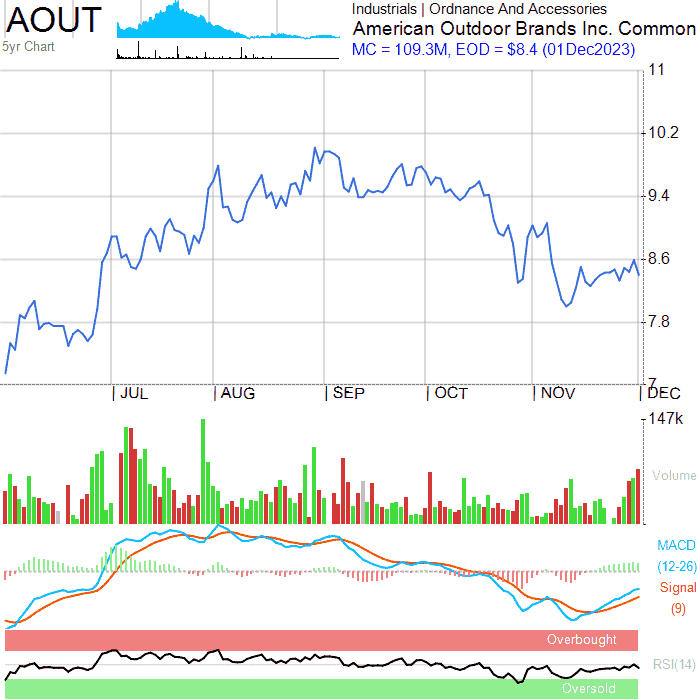 AOUT
5yr Chart
Industrials | Ordnance And Accessories
American Outdoor Brands Inc. Common
MC = 109.3M, EOD = $8.4 (01Dec2023)
11
10.2
9.4
8.6
7.8
7
JUL AUG SEP OCT NOV DEC
147k
Volume
MACD
(12-26)
Signal
(9)
Overbought
RSI(14)
Oversold